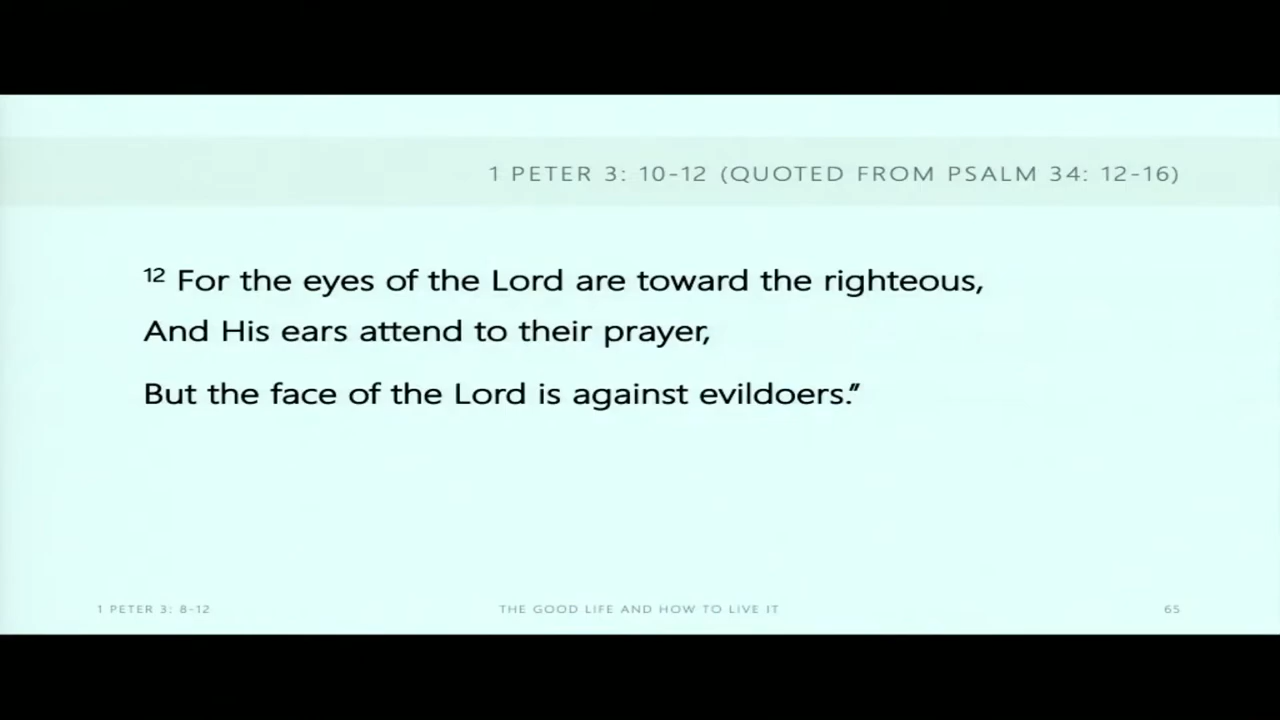 1 PETER 3: 10-12 (QUOTED FROM PSALM 34: 12-16)
12 For the eyes of the Lord are toward the righteous,
And His ears attend to their prayer,
But the face of the Lord is against evildoers.”
1 PETER 3: 8-12
THE GOOD LIFE AND HOW TO LIVE IT
65